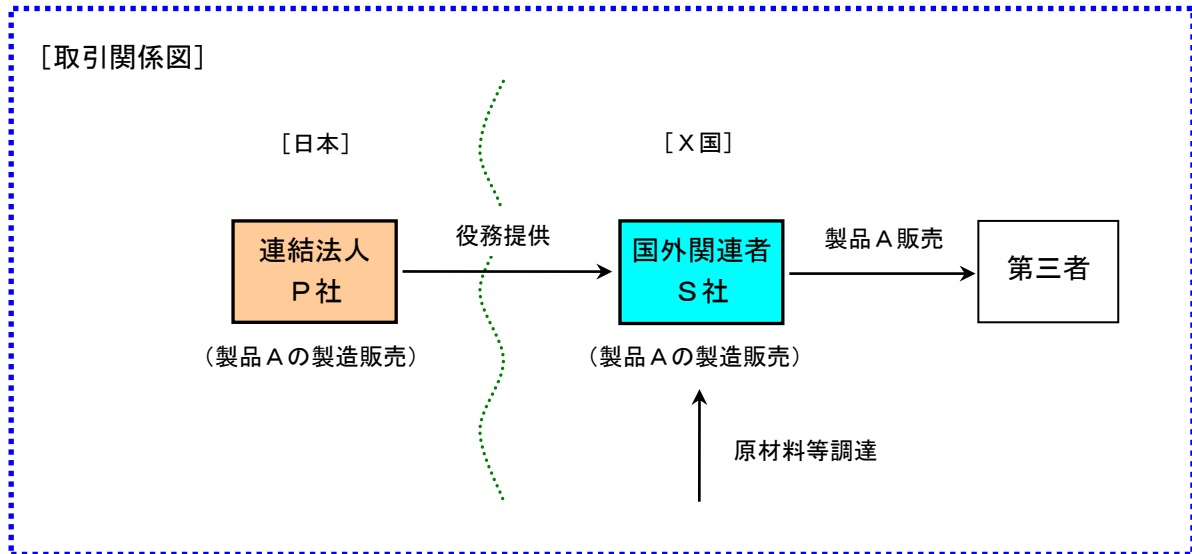 ［取引関係図］
［日本］
［Ｘ国］
連結法人
Ｐ社
役務提供
国外関連者
Ｓ社
製品Ａ販売
第三者
（製品Ａの製造販売）
（製品Ａの製造販売）
原材料等調達